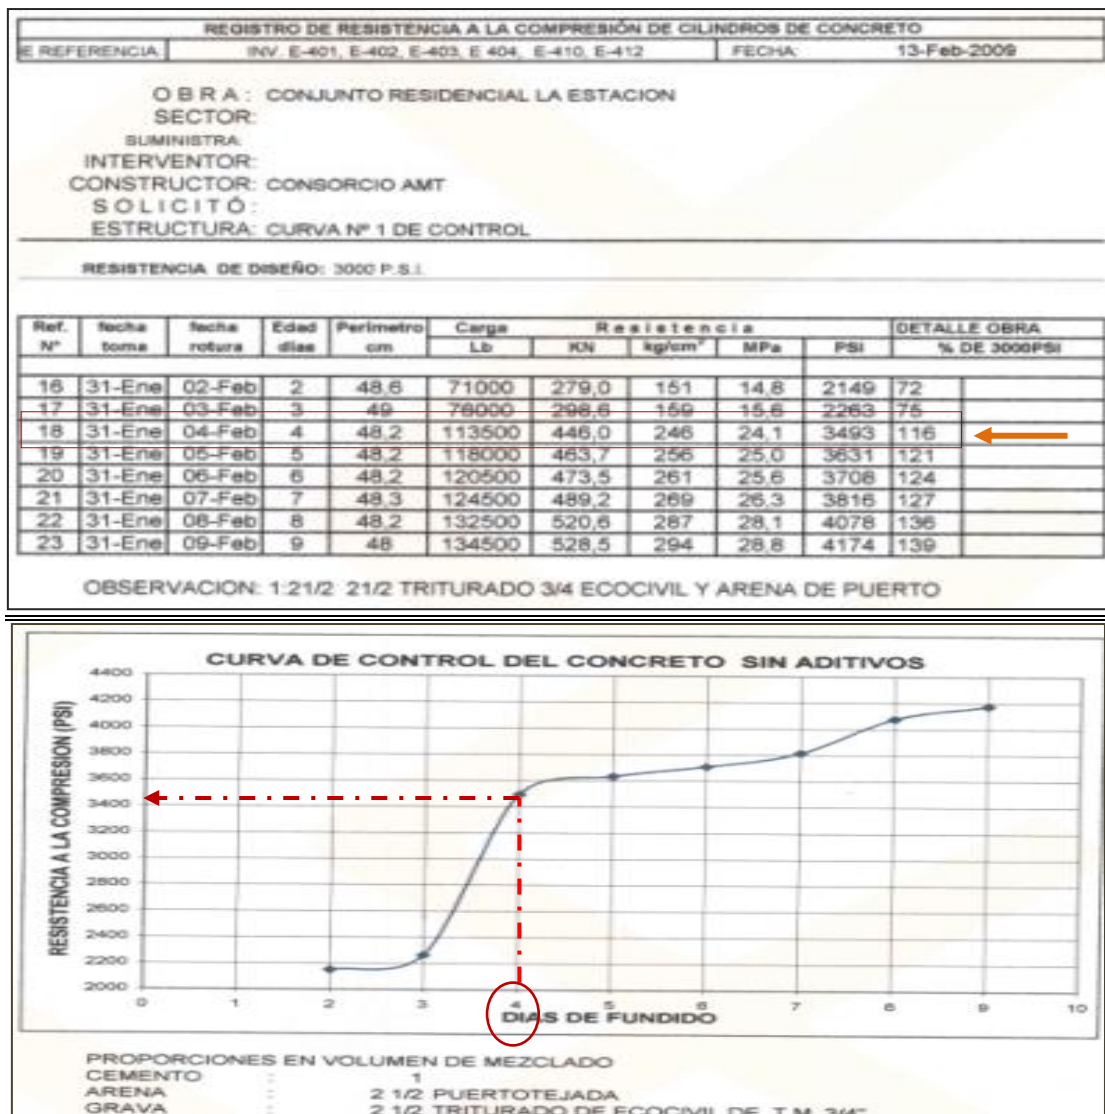 REGISTRO DE RESISTENCIA A LA COMPRESIÓN DE CILINDROS DE CONCRETO
E REFERENCIA INV. E-401, E-402, E-403, E 404, E-410, E-412 FECHA: 13-Feb-2009
OBRA: CONJUNTO RESIDENCIAL LA ESTACION
SECTOR:
SUMINISTRA:
INTERVENTOR:
CONSTRUCTOR: CONSORCIO AMT
SOLICITÓ:
ESTRUCTURA: CURVA Nº 1 DE CONTROL
RESISTENCIA DE DISEÑO: 3000 P.S.I.
Ref. fecha fecha Edad Perimetro Carga Resistencia DETALLE OBRA
N° toma rotura dias cm Lb KN kg/cm² MPa PSI % DE 3000PSI
16 31-Ene 02-Feb 2 48,6 71000 279,0 151 14,8 2149 72
17 31-Ene 03-Feb 3 49 76000 298,6 159 15,6 2263 75
18 31-Ene 04-Feb 4 48,2 113500 446,0 246 24,1 3493 116
19 31-Ene 05-Feb 5 48,2 118000 463,7 256 25,0 3631 121
20 31-Ene 06-Feb 6 48,2 120500 473,5 261 25,6 3708 124
21 31-Ene 07-Feb 7 48,3 124500 489,2 269 26,3 3816 127
22 31-Ene 08-Feb 8 48,2 132500 520,6 287 28,1 4078 136
23 31-Ene 09-Feb 9 48 134500 528,5 294 28,8 4174 139
OBSERVACION: 1:21/2 21/2 TRITURADO 3/4 ECOCIVIL Y ARENA DE PUERTO
CURVA DE CONTROL DEL CONCRETO SIN ADITIVOS
RESISTENCIA A LA COMPRESION (PSI)
4400
4200
4000
3800
3600
3400
3200
3000
2800
2600
2400
2200
2000
0 1 2 3 4 5 6 7 8 9 10
DIAS DE FUNDIDO
PROPORCIONES EN VOLUMEN DE MEZCLADO
CEMENTO : 1
ARENA : 2 1/2 PUERTOTEJADA
GRAVA : 2 1/2 TRITURADO DE ECOCIVIL DE T.M. 3/4"